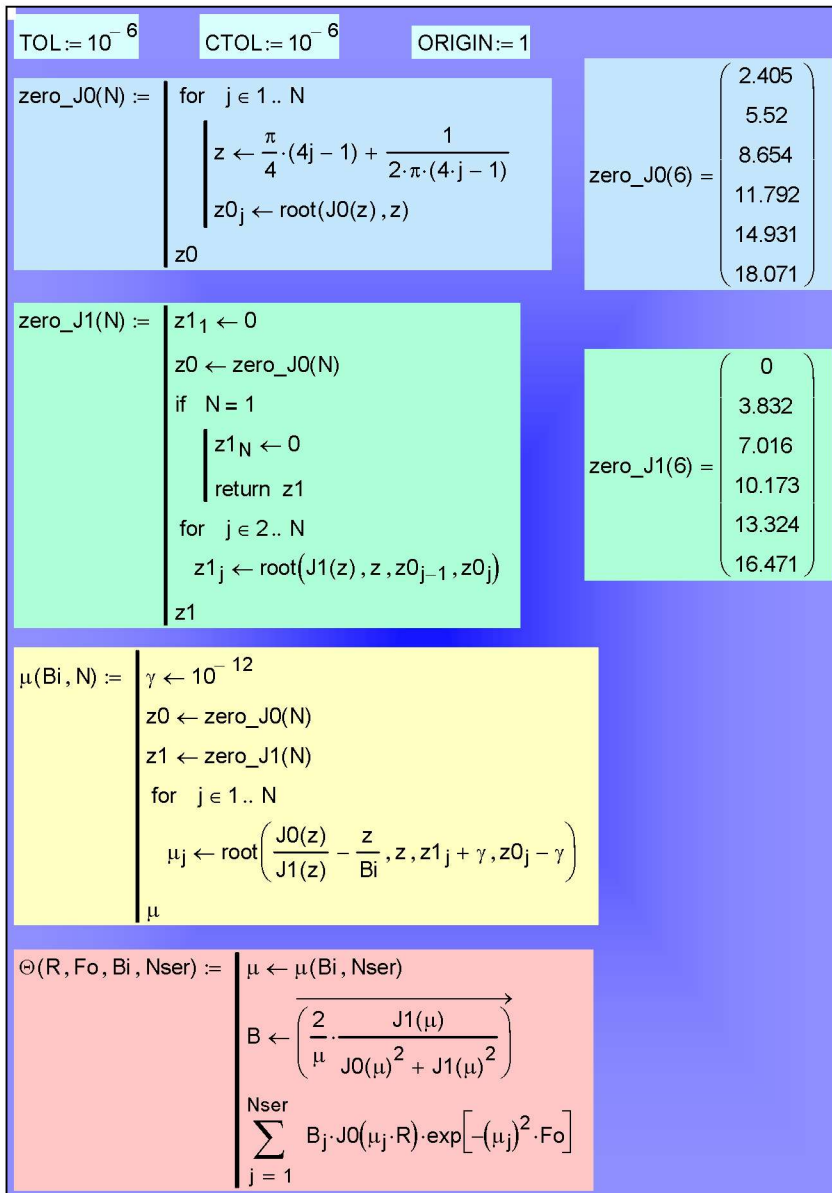 TOL:= 10^-6 CTOL:= 10^-6 ORIGIN:= 1
zero_J0(N) := for j ∈ 1.. N
z ← π/4·(4j − 1) + 1/(2·π·(4·j − 1))
z0_j ← root(J0(z), z)
z0
zero_J0(6) =
2.405
5.52
8.654
11.792
14.931
18.071
zero_J1(N) := z1_1 ← 0
z0 ← zero_J0(N)
if N = 1
z1_N ← 0
return z1
for j ∈ 2.. N
z1_j ← root(J1(z), z, z0_j−1, z0_j)
z1
zero_J1(6) =
0
3.832
7.016
10.173
13.324
16.471
μ(Bi, N) := γ ← 10^-12
z0 ← zero_J0(N)
z1 ← zero_J1(N)
for j ∈ 1.. N
μ_j ← root(J0(z)/J1(z) − z/Bi, z, z1_j + γ, z0_j − γ)
μ
Θ(R, Fo, Bi, Nser) := μ ← μ(Bi, Nser)
B ← (2/μ · J1(μ)/(J0(μ)^2 + J1(μ)^2))
Nser
∑ B_j·J0(μ_j·R)·exp[−(μ_j)^2·Fo]
j = 1